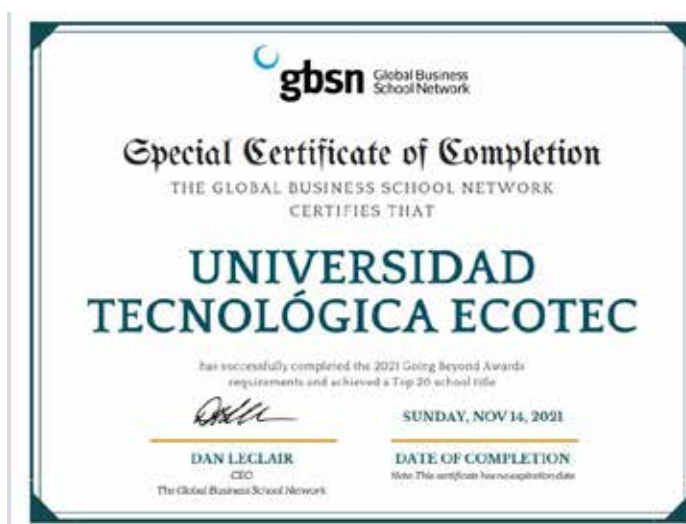 gbsn Global Business
School Network
Special Certificate of Completion
THE GLOBAL BUSINESS SCHOOL NETWORK
CERTIFIES THAT
UNIVERSIDAD
TECNOLÓGICA ECOTEC
has successfully completed the 2021 Going Beyond Awards
requirements and achieved a Top 20 school title
SUNDAY, NOV 14, 2021
DAN LECLAIR
CEO
The Global Business School Network
DATE OF COMPLETION
Note: This certificate has no expiration date